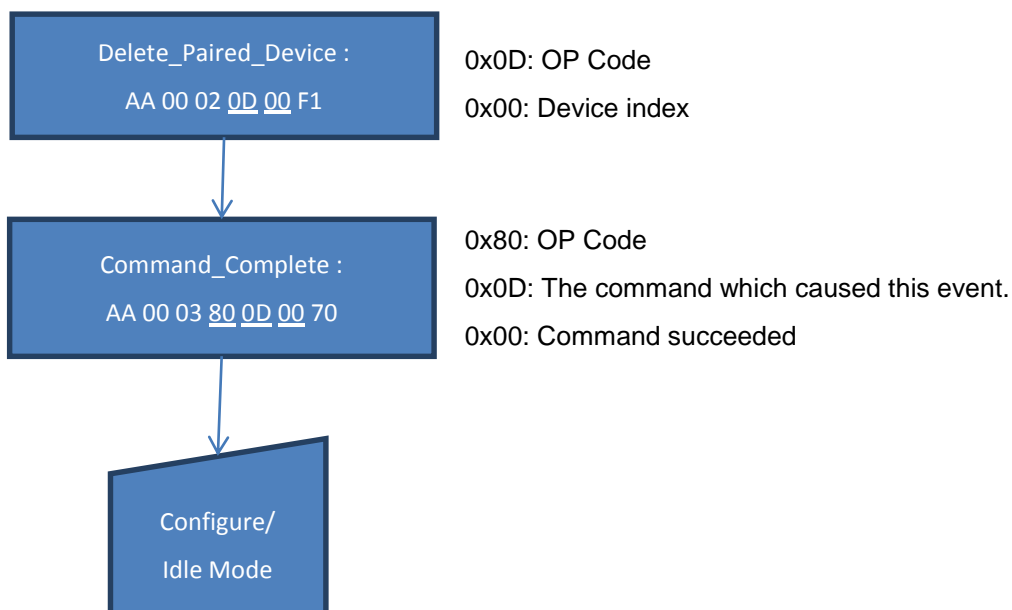 Delete_Paired_Device :
AA 00 02 0D 00 F1
0x0D: OP Code
0x00: Device index
Command_Complete :
AA 00 03 80 0D 00 70
0x80: OP Code
0x0D: The command which caused this event.
0x00: Command succeeded
Configure/
Idle Mode